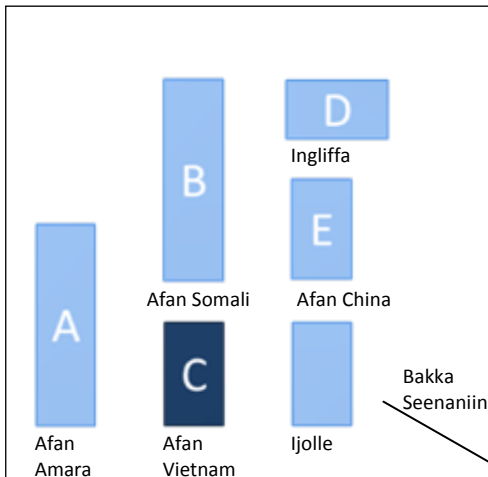 D
Ingliffa
B
E
Afan Somali
Afan China
A
C
Bakka
Seenaniin
Afan
Amara
Afan
Vietnam
Ijolle